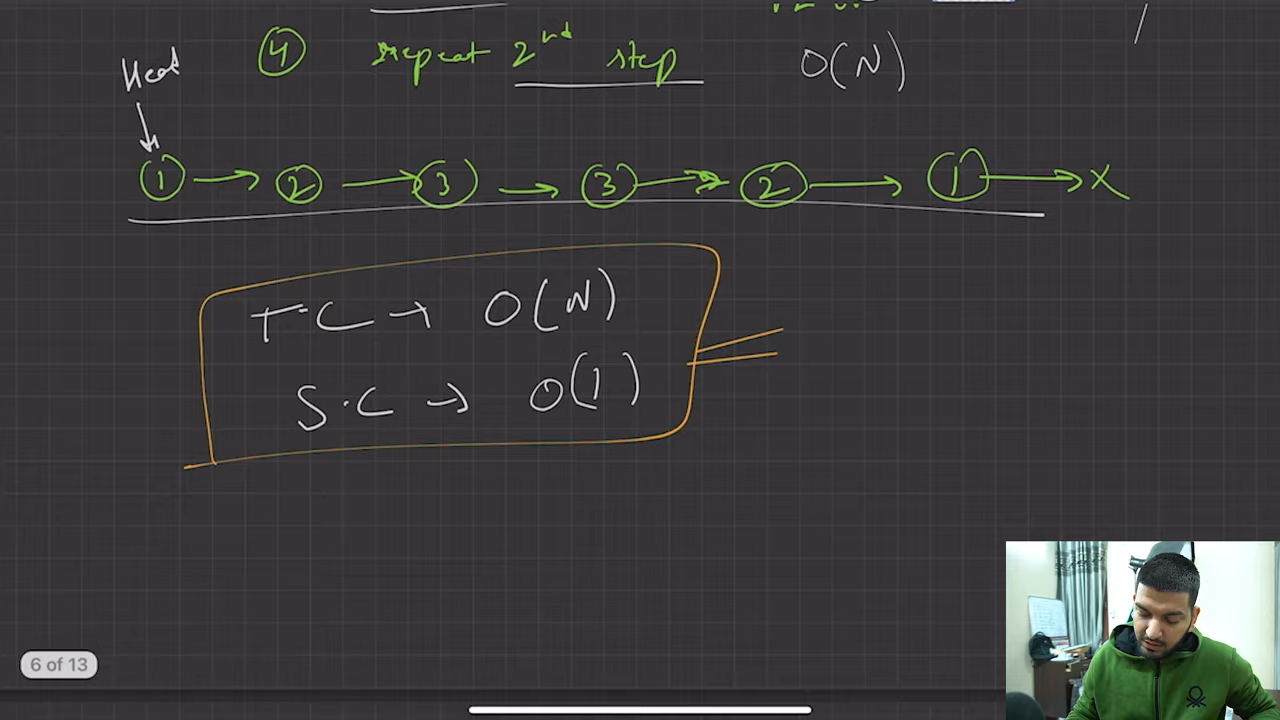 ④ repeat 2nd step O(N)
Head
① → ② → ③ → ③ → ② → ① → X
T.C → O(N)
S.C → O(1)
6 of 13